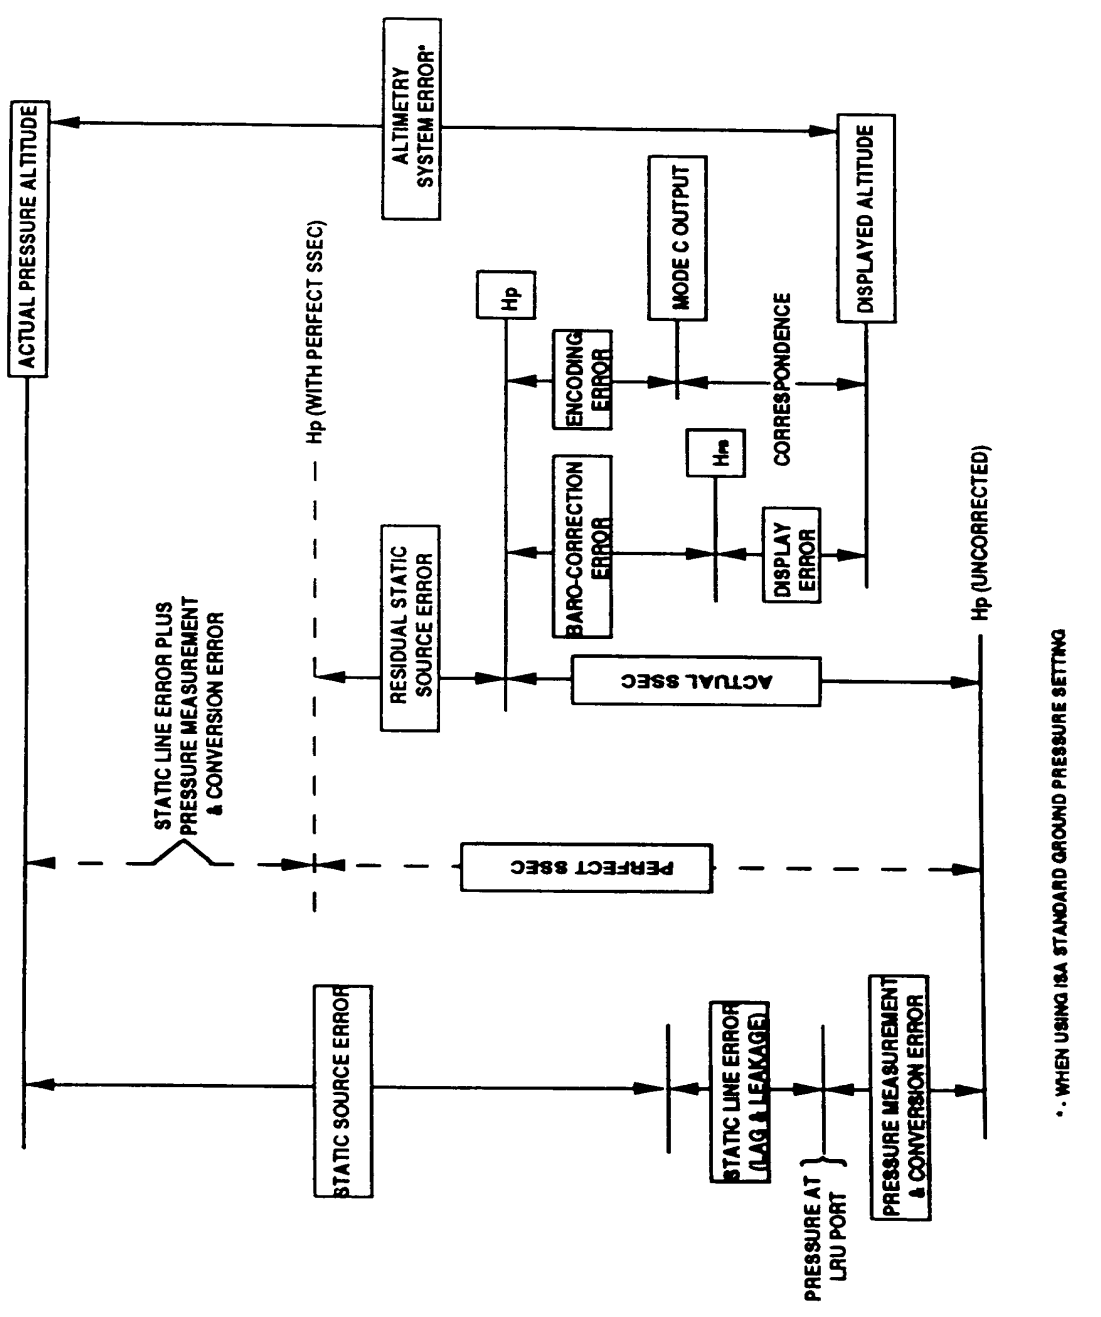 ACTUAL PRESSURE ALTITUDE
STATIC LINE ERROR PLUS
PRESSURE MEASUREMENT
& CONVERSION ERROR
Hp (WITH PERFECT SSEC)
STATIC SOURCE ERROR
RESIDUAL STATIC
SOURCE ERROR
ALTIMETRY
SYSTEM ERROR*
PERFECT SSEC
Hp
BARO-CORRECTION
ERROR
ENCODING
ERROR
ACTUAL SSEC
MODE C OUTPUT
HPB
STATIC LINE ERROR
(LAG & LEAKAGE)
DISPLAY
ERROR
CORRESPONDENCE
PRESSURE AT
LRU PORT
DISPLAYED ALTITUDE
PRESSURE MEASUREMENT
& CONVERSION ERROR
Hp (UNCORRECTED)
* - WHEN USING ISA STANDARD GROUND PRESSURE SETTING